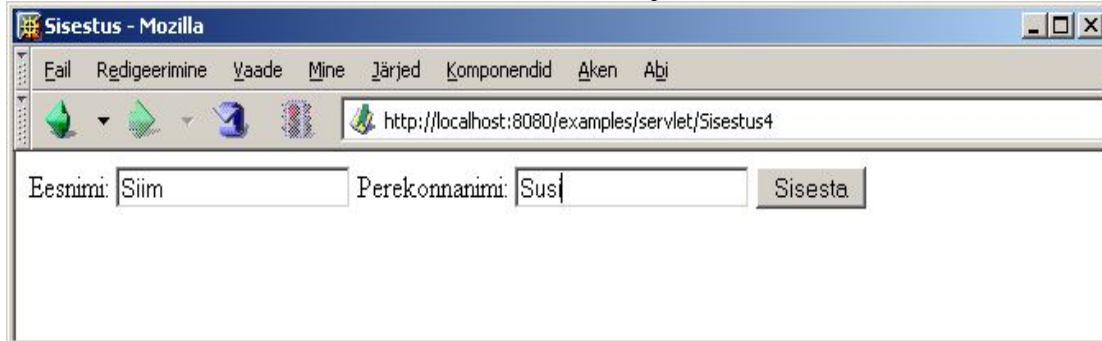 Sisestus - Mozilla
Fail Redigeerimine Vaade Mine Järjed Komponendid Aken Abi
http://localhost:8080/examples/servlet/Sisestus4
Eesnimi: Siim Perekonnanimi: Susi Sisesta